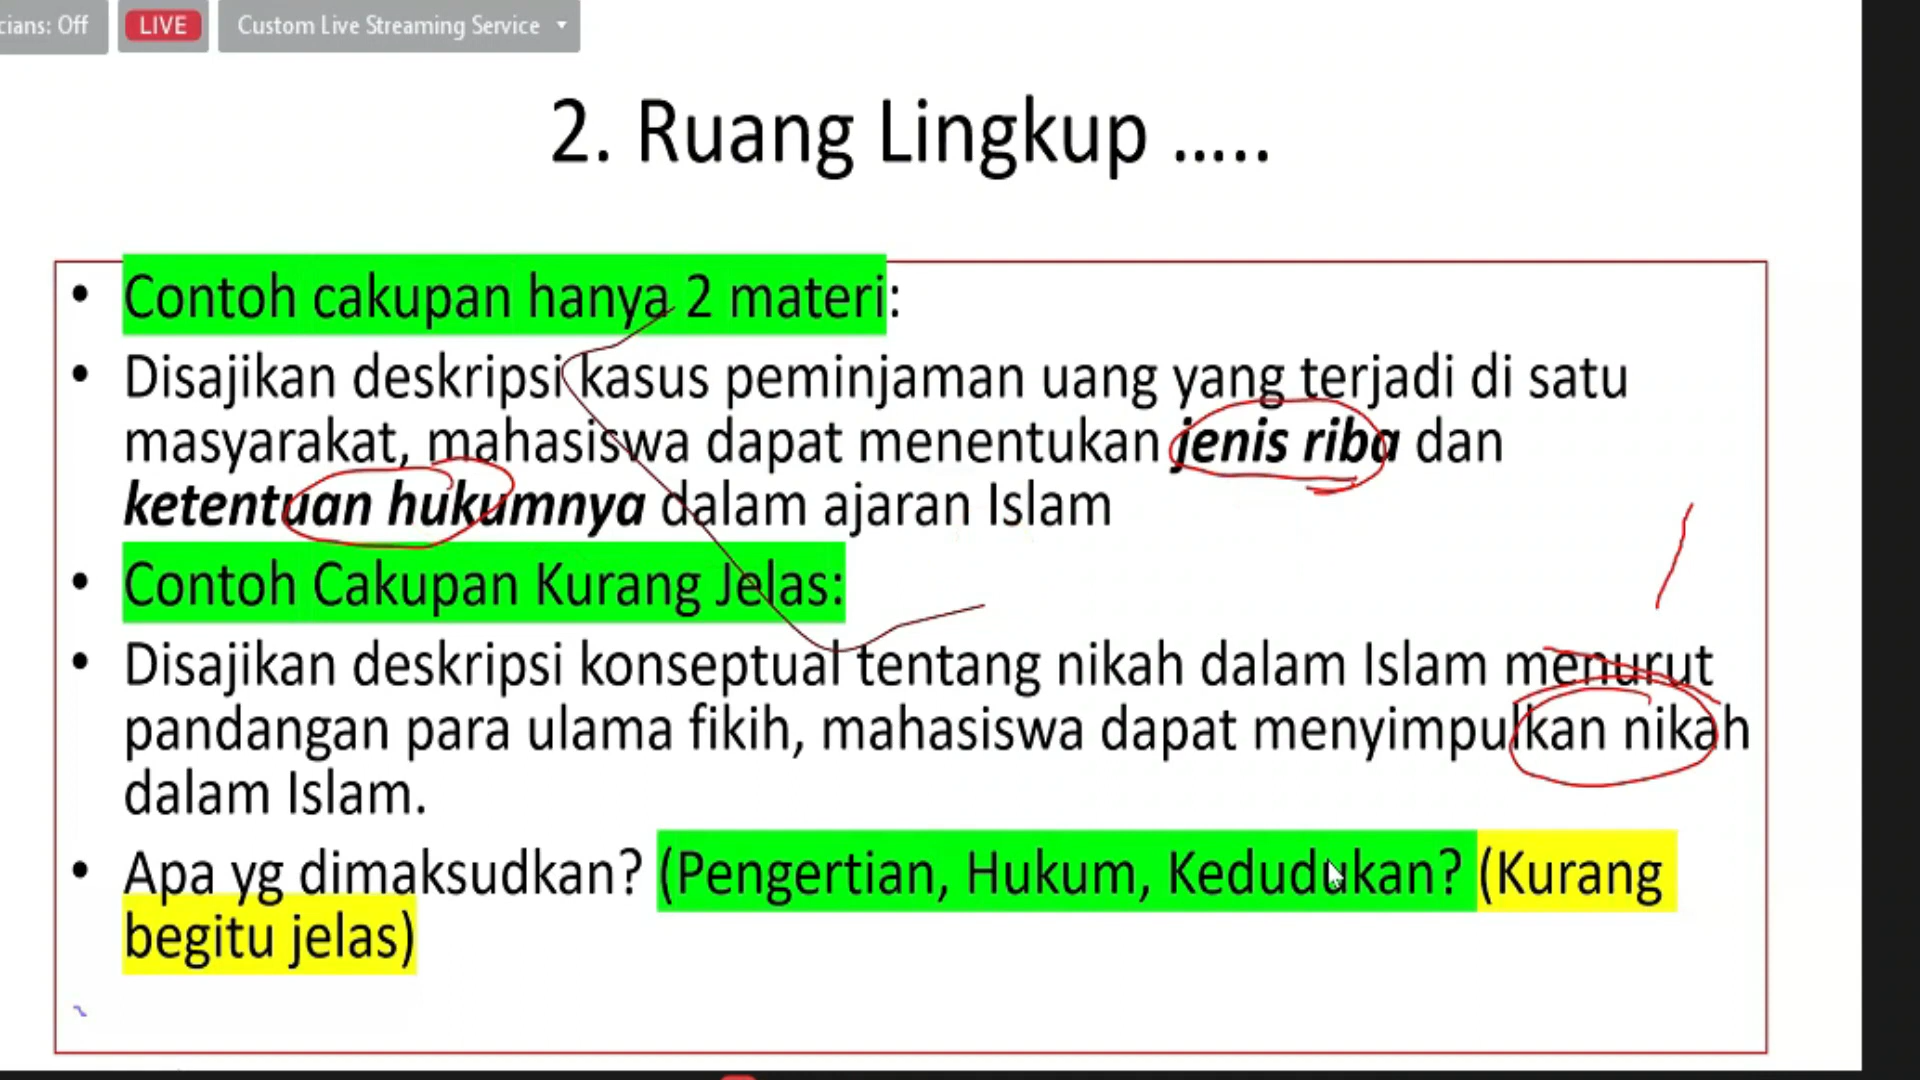 cians: Off LIVE Custom Live Streaming Service
2. Ruang Lingkup .....
• Contoh cakupan hanya 2 materi:
• Disajikan deskripsi kasus peminjaman uang yang terjadi di satu
masyarakat, mahasiswa dapat menentukan jenis riba dan
ketentuan hukumnya dalam ajaran Islam
• Contoh Cakupan Kurang Jelas:
• Disajikan deskripsi konseptual tentang nikah dalam Islam menurut
pandangan para ulama fikih, mahasiswa dapat menyimpulkan nikah
dalam Islam.
• Apa yg dimaksudkan? (Pengertian, Hukum, Kedudukan? (Kurang
begitu jelas)